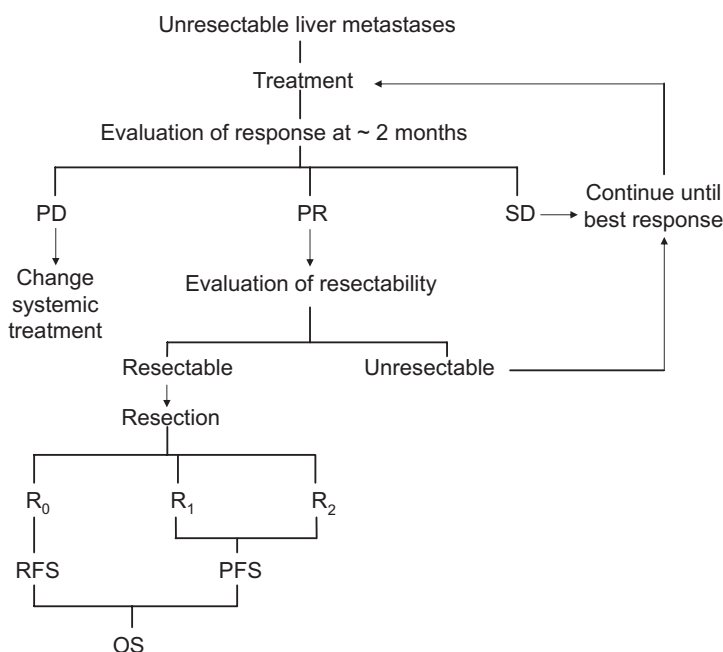 Unresectable liver metastases
Treatment
Evaluation of response at ~ 2 months
PD
PR
SD
Continue until
best response
Change
systemic
treatment
Evaluation of resectability
Resectable
Unresectable
Resection
R₀
R₁
R₂
RFS
PFS
OS